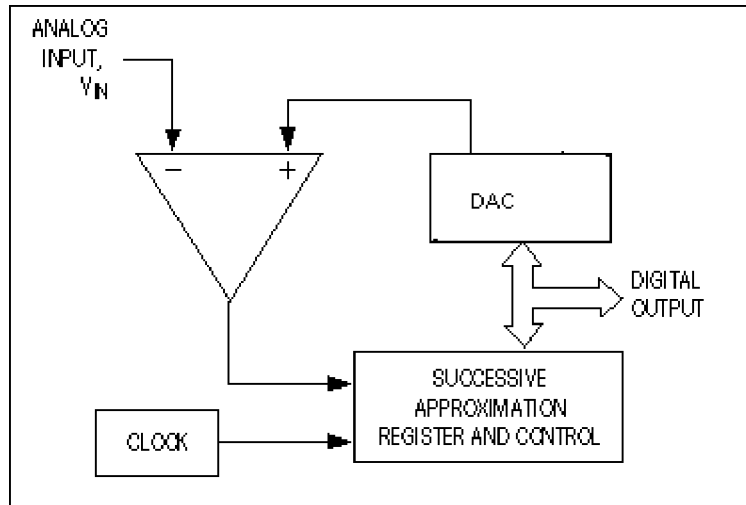 ANALOG
INPUT,
VIN
−
+
DAC
DIGITAL
OUTPUT
SUCCESSIVE
APPROXIMATION
REGISTER AND CONTROL
CLOCK